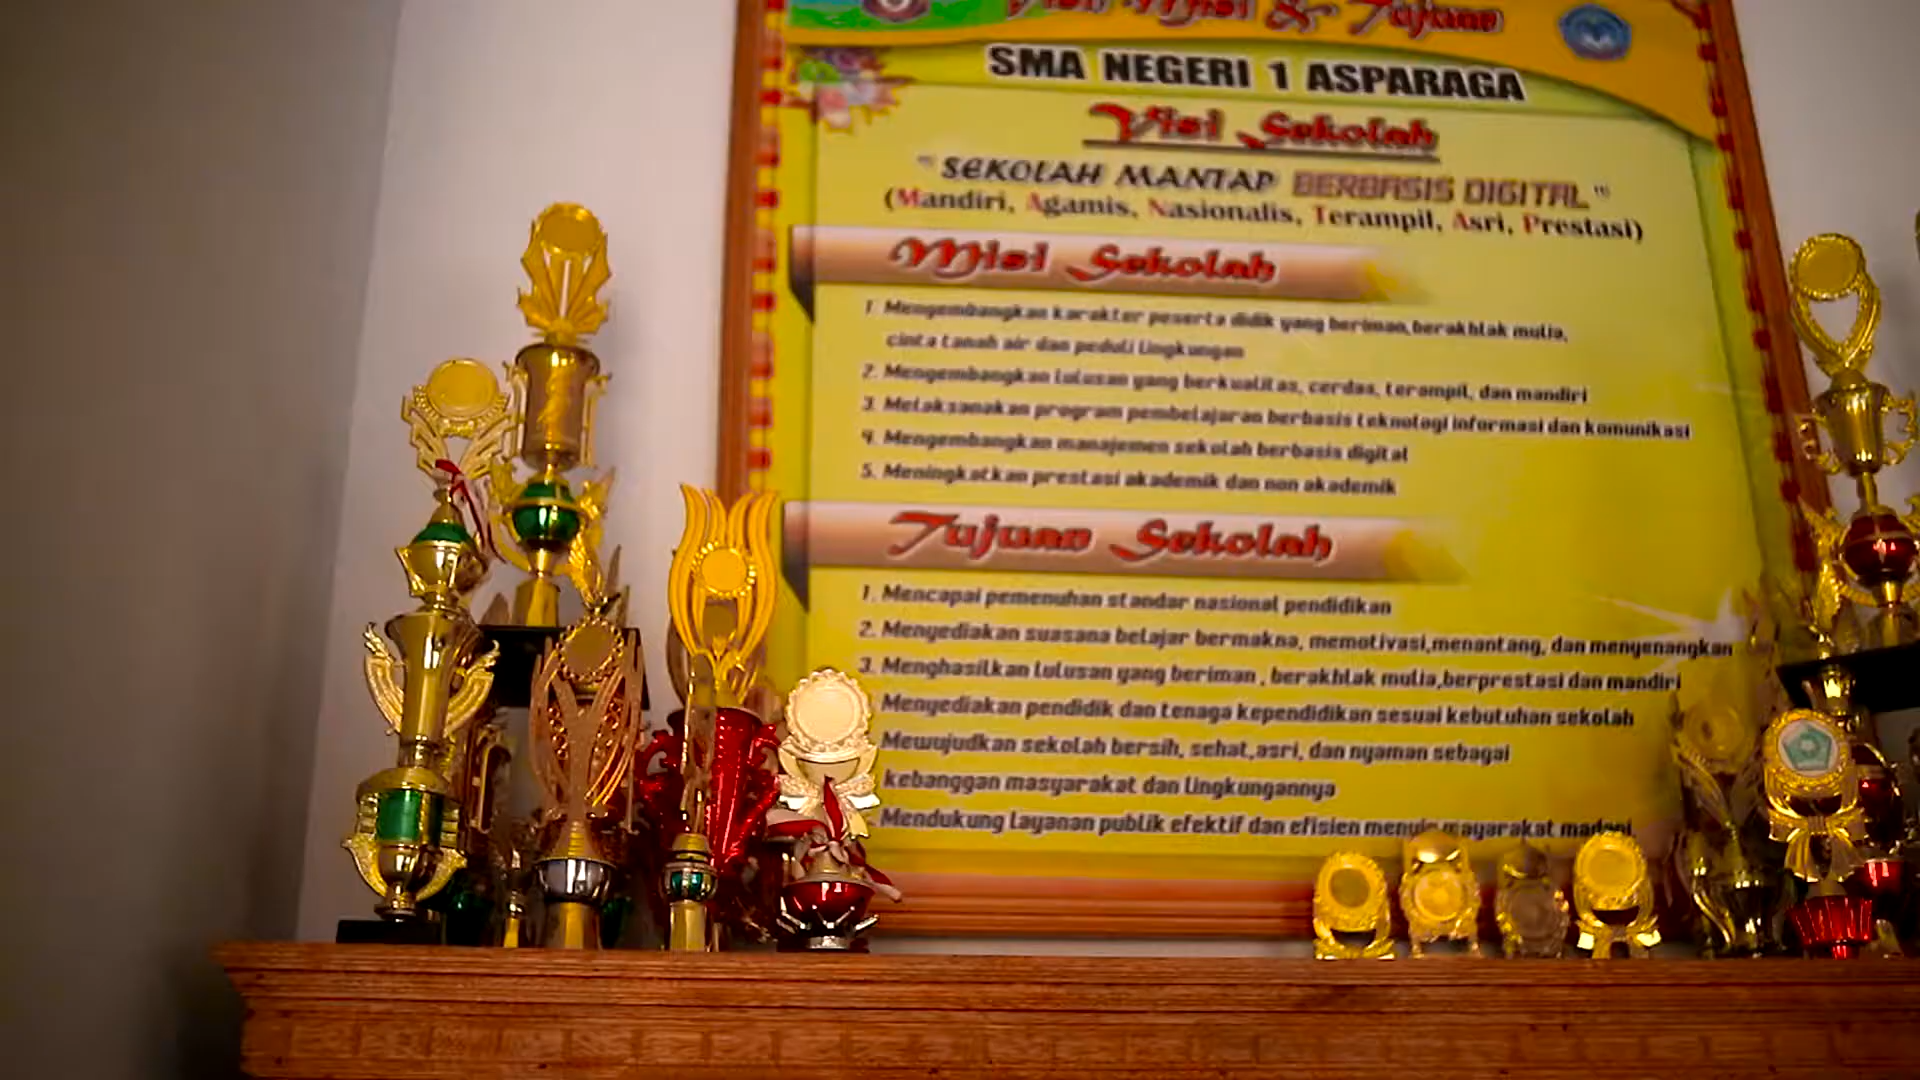 Visi Misi & Tujuan
SMA NEGERI 1 ASPARAGA
Visi Sekolah
"SEKOLAH MANTAP BERBASIS DIGITAL"
(Mandiri, Agamis, Nasionalis, Terampil, Asri, Prestasi)
Misi Sekolah
1. Mengembangkan karakter peserta didik yang beriman,berakhlak mulia,
cinta tanah air dan peduli lingkungan
2. Mengembangkan lulusan yang berkualitas, cerdas, terampil, dan mandiri
3. Melaksanakan program pembelajaran berbasis teknologi informasi dan komunikasi
4. Mengembangkan manajemen sekolah berbasis digital
5. Meningkatkan prestasi akademik dan non akademik
Tujuan Sekolah
1. Mencapai pemenuhan standar nasional pendidikan
2. Menyediakan suasana belajar bermakna, memotivasi,menantang, dan menyenangkan
3. Menghasilkan lulusan yang beriman , berakhlak mulia,berprestasi dan mandiri
Menyediakan pendidik dan tenaga kependidikan sesuai kebutuhan sekolah
Mewujudkan sekolah bersih, sehat,asri, dan nyaman sebagai
kebanggan masyarakat dan lingkungannya
Mendukung layanan publik efektif dan efisien